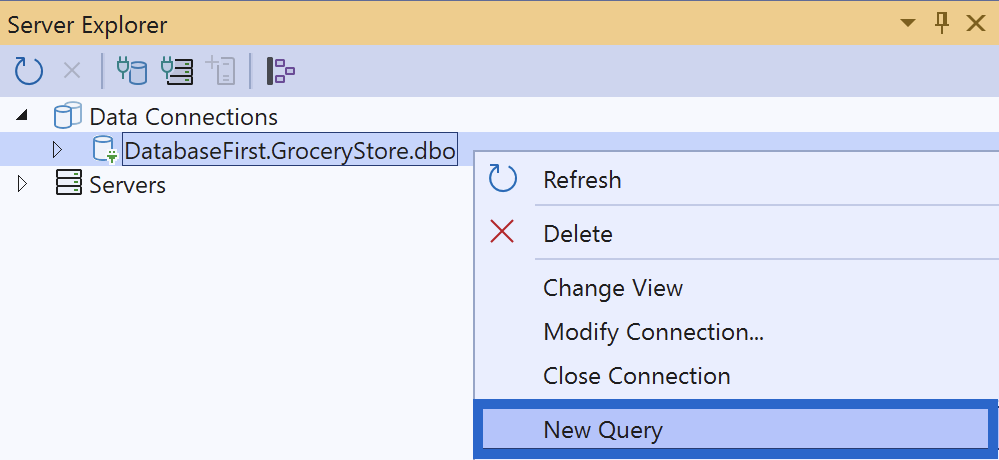 Server Explorer
Data Connections
DatabaseFirst.GroceryStore.dbo
Servers
Refresh
Delete
Change View
Modify Connection...
Close Connection
New Query